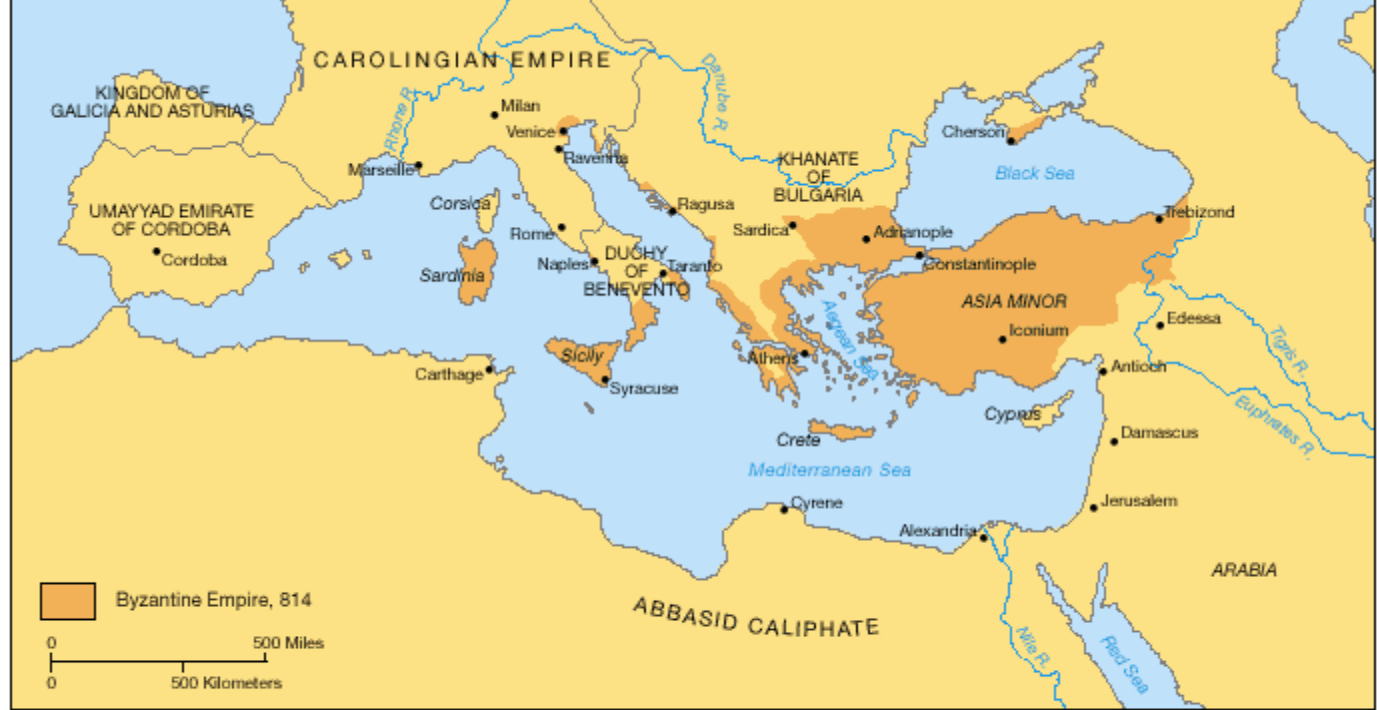 CAROLINGIAN EMPIRE
KINGDOM OF
GALICIA AND ASTURIAS
Rhone R.
Danube R.
Milan
Venice
Ravenna
Cherson
Marseille
KHANATE
OF
BULGARIA
Black Sea
Corsica
Ragusa
UMAYYAD EMIRATE
OF CORDOBA
Trebizond
Rome
Sardica
Adrianople
Cordoba
Naples
DUCHY
OF
BENEVENTO
Taranto
Constantinople
Sardinia
ASIA MINOR
Aegean Sea
Iconium
Edessa
Tigris R.
Sicily
Athens
Carthage
Syracuse
Antioch
Euphrates R.
Cyprus
Crete
Damascus
Mediterranean Sea
Cyrene
Jerusalem
Alexandria
ARABIA
Byzantine Empire, 814
ABBASID CALIPHATE
0 500 Miles
0 500 Kilometers
Nile R.
Red Sea